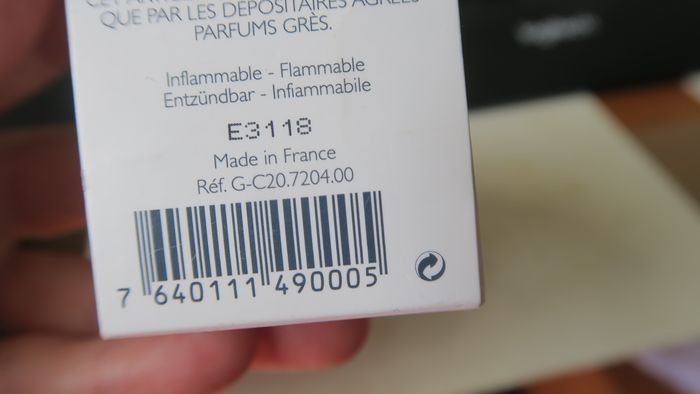 QUE PAR LES DÉPOSITAIRES AGRÉÉS
PARFUMS GRÈS.
Inflammable - Flammable
Entzündbar - Infiammabile
E3118
Made in France
Réf. G-C20.7204.00
7 640111 490005